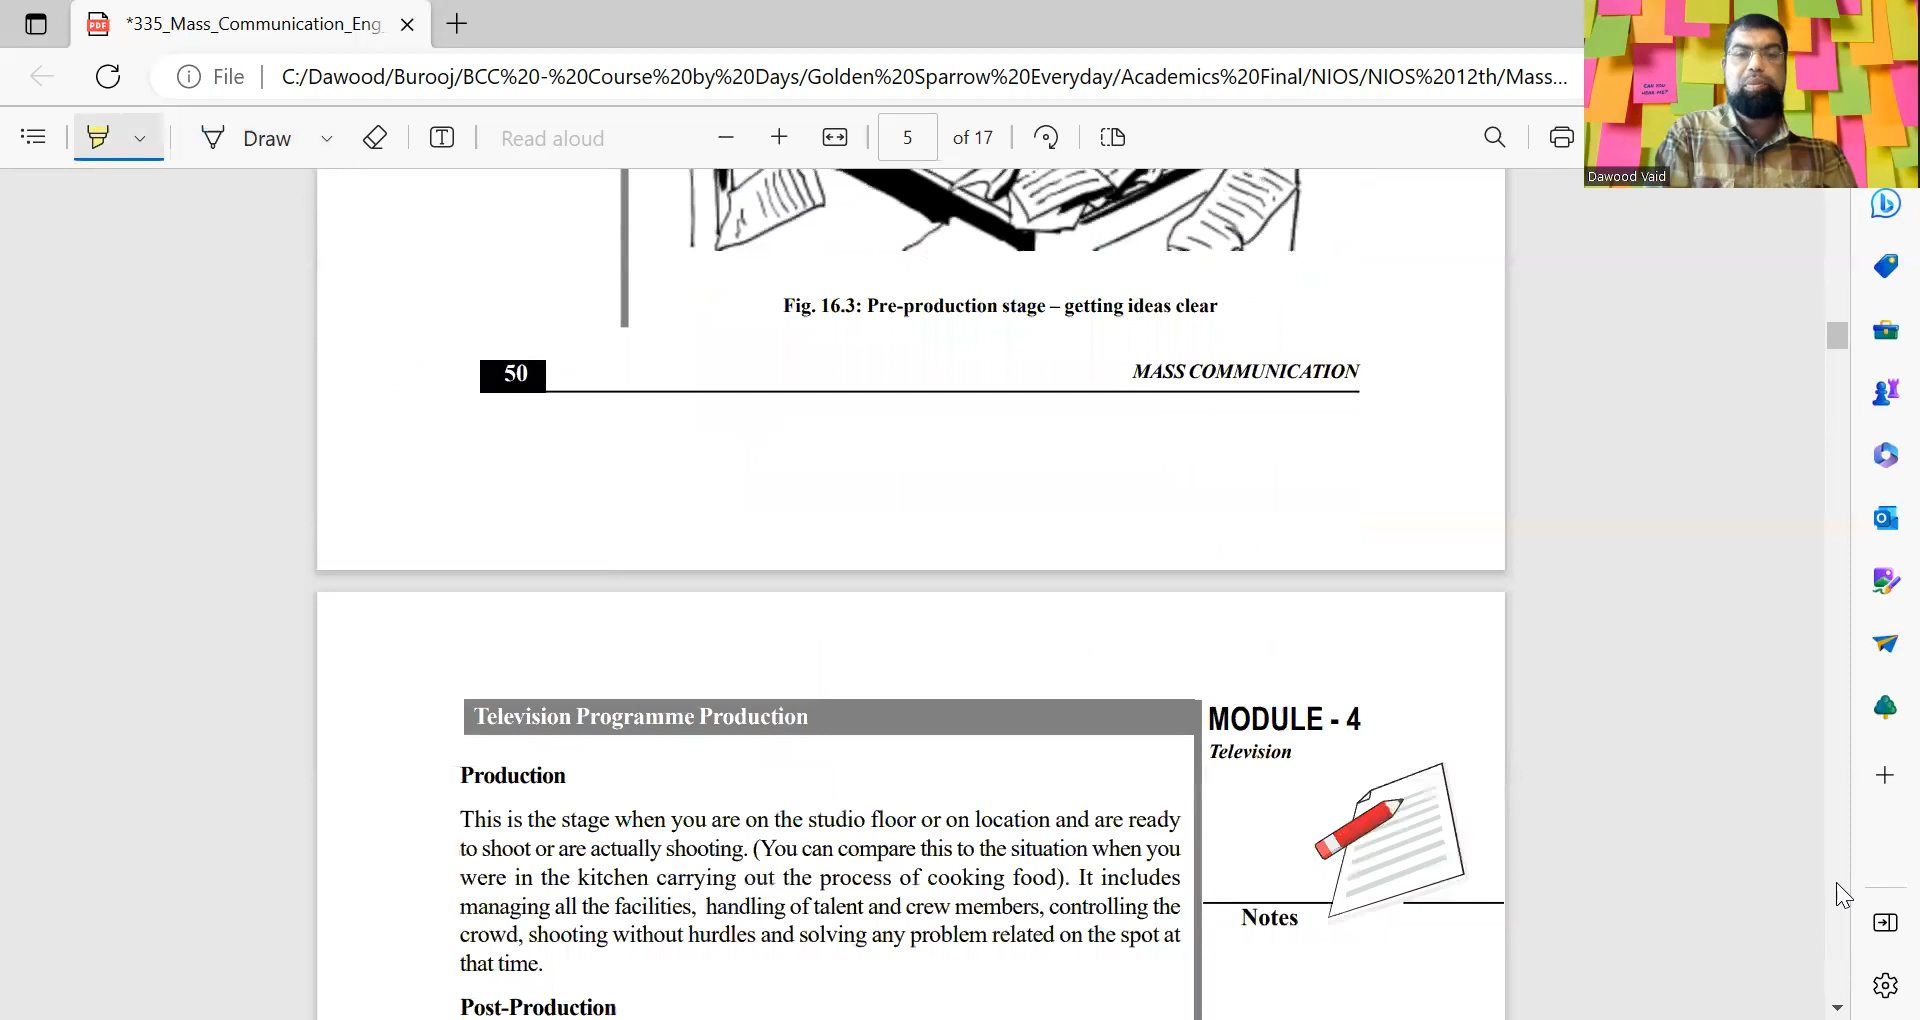 *335_Mass_Communication_Eng
File
C:/Dawood/Burooj/BCC%20-%20Course%20by%20Days/Golden%20Sparrow%20Everyday/Academics%20Final/NIOS/NIOS%2012th/Mass...
Draw
Read aloud
5 of 17
CAN YOU
HEAR ME?
Dawood Vaid
Fig. 16.3: Pre-production stage – getting ideas clear
50
MASS COMMUNICATION
Television Programme Production
MODULE - 4
Television
Notes
Production
This is the stage when you are on the studio floor or on location and are ready
to shoot or are actually shooting. (You can compare this to the situation when you
were in the kitchen carrying out the process of cooking food). It includes
managing all the facilities, handling of talent and crew members, controlling the
crowd, shooting without hurdles and solving any problem related on the spot at
that time.
Post-Production